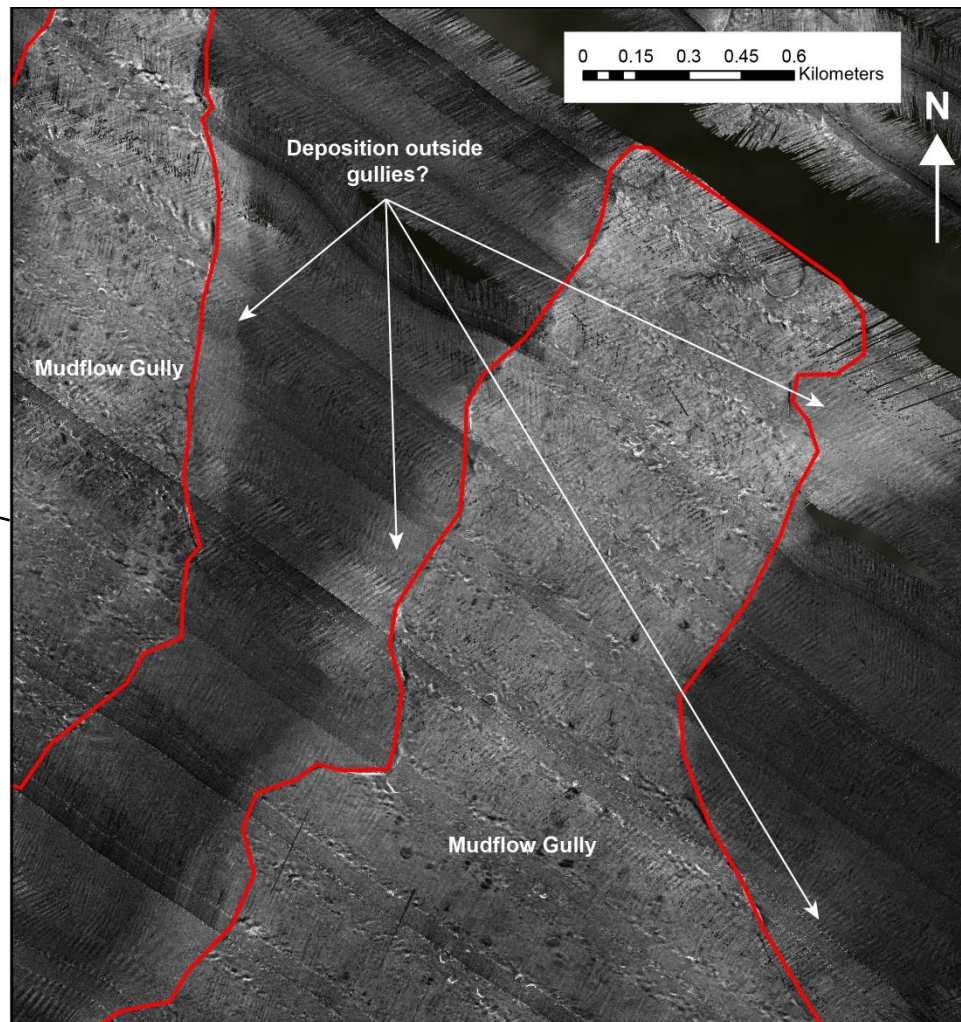 0 0.15 0.3 0.45 0.6
Kilometers
N
Deposition outside
gullies?
Mudflow Gully
Mudflow Gully